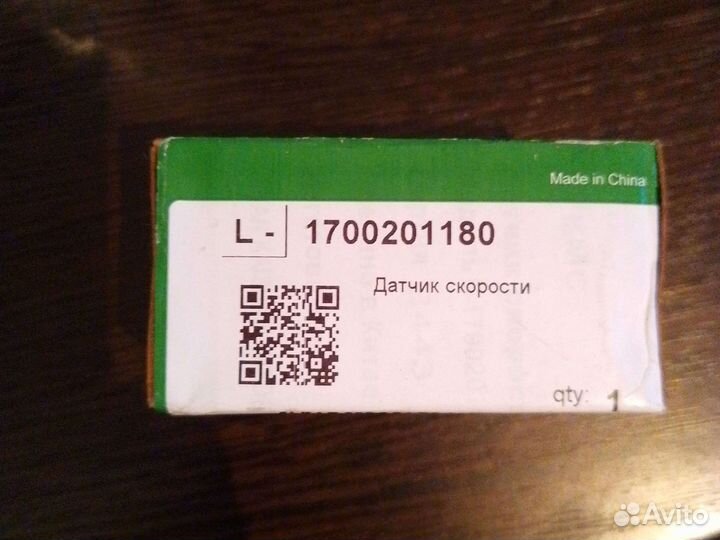 Made in China
L - 1700201180
Датчик скорости
qty: 1
Avito